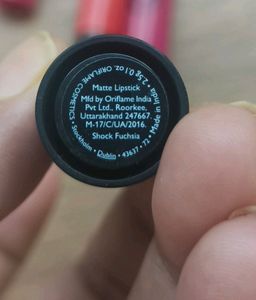 Matte Lipstick
Mfd by Oriflame India
Pvt Ltd., Roorkee,
Uttarakhand 247667.
M-17/C/UA/2016.
Shock Fuchsia
ORIFLAME COSMETICS • Stockholm • Dublin • 43637 • 72 • Made in India • 2.5g 0.1 oz.